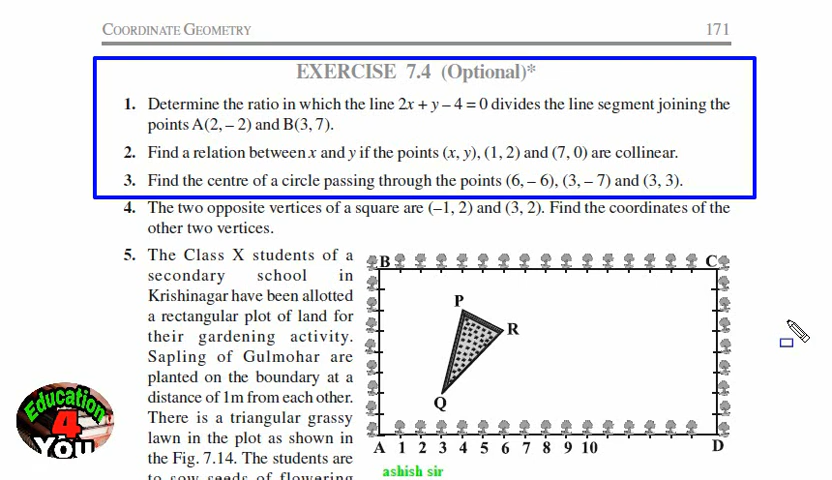 COORDINATE GEOMETRY 171
EXERCISE 7.4 (Optional)*
1. Determine the ratio in which the line 2x + y – 4 = 0 divides the line segment joining the
points A(2, – 2) and B(3, 7).
2. Find a relation between x and y if the points (x, y), (1, 2) and (7, 0) are collinear.
3. Find the centre of a circle passing through the points (6, – 6), (3, – 7) and (3, 3).
4. The two opposite vertices of a square are (–1, 2) and (3, 2). Find the coordinates of the
other two vertices.
5. The Class X students of a
secondary school in
Krishinagar have been allotted
a rectangular plot of land for
their gardening activity.
Sapling of Gulmohar are
planted on the boundary at a
distance of 1m from each other.
There is a triangular grassy
lawn in the plot as shown in
the Fig. 7.14. The students are
to sow seeds of flowering
B C
P
R
Q
A 1 2 3 4 5 6 7 8 9 10 D
Education
4
You
ashish sir